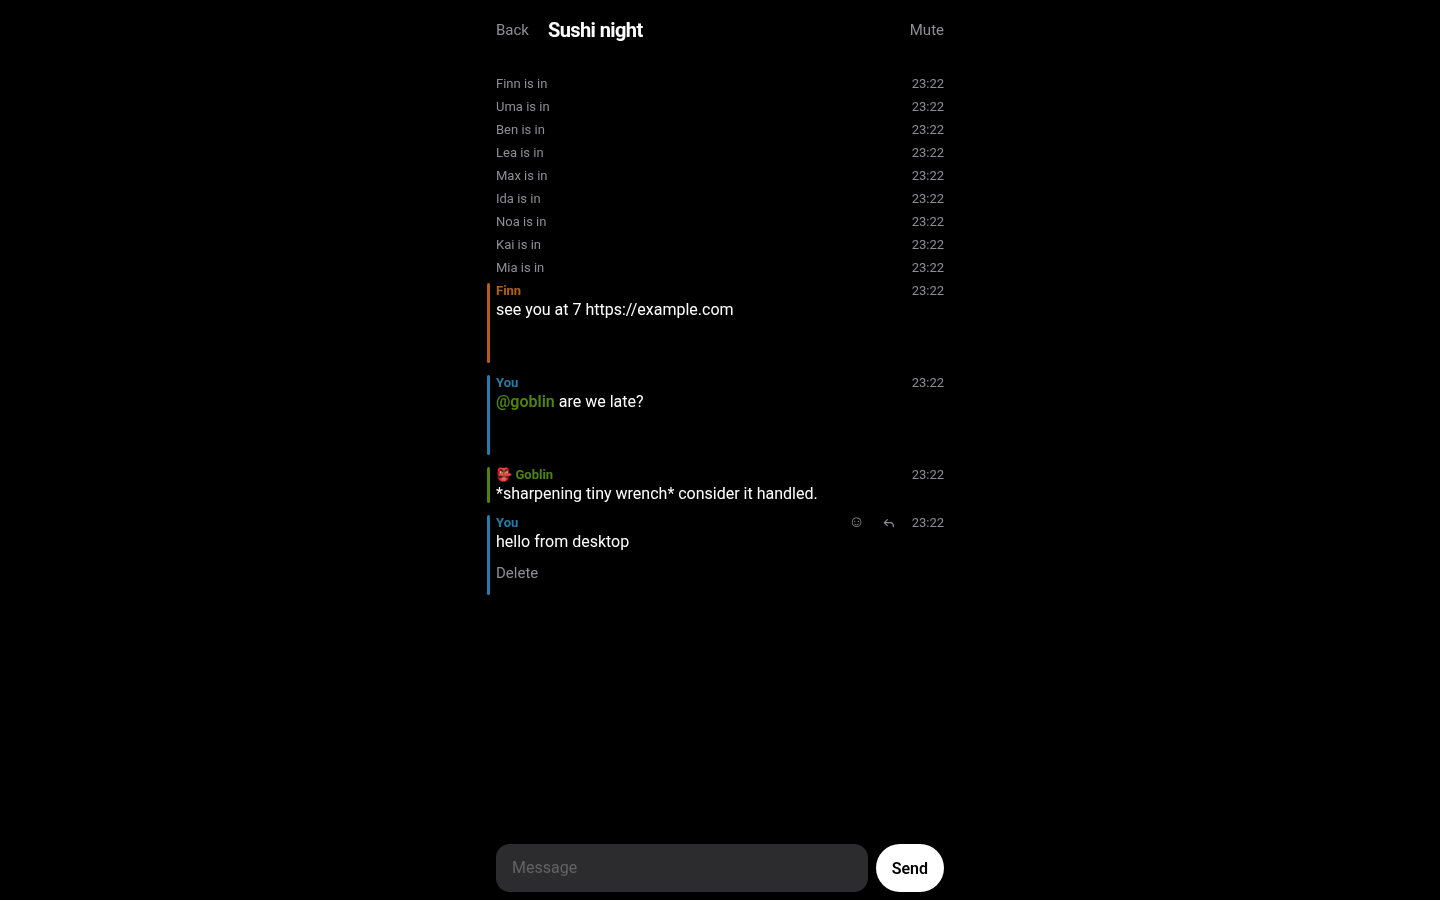 Back Sushi night Mute
Finn is in 23:22
Uma is in 23:22
Ben is in 23:22
Lea is in 23:22
Max is in 23:22
Ida is in 23:22
Noa is in 23:22
Kai is in 23:22
Mia is in 23:22
Finn 23:22
see you at 7 https://example.com
You 23:22
@goblin are we late?
👺 Goblin 23:22
*sharpening tiny wrench* consider it handled.
You 23:22
hello from desktop
Delete
Message Send